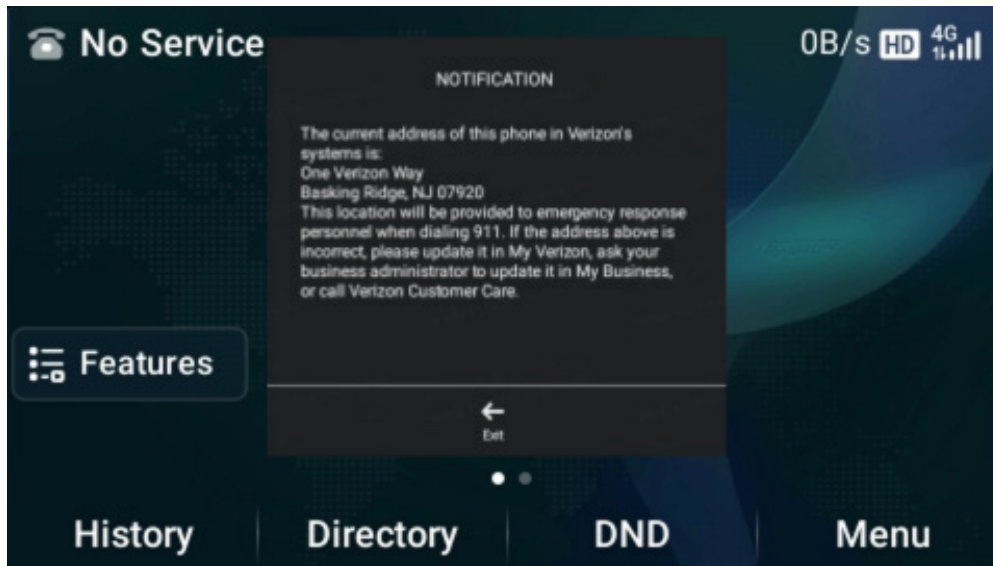 No Service
0B/s HD 4G
NOTIFICATION
The current address of this phone in Verizon's
systems is:
One Verizon Way
Basking Ridge, NJ 07920
This location will be provided to emergency response
personnel when dialing 911. If the address above is
incorrect, please update it in My Verizon, ask your
business administrator to update it in My Business,
or call Verizon Customer Care.
Features
Exit
History Directory DND Menu